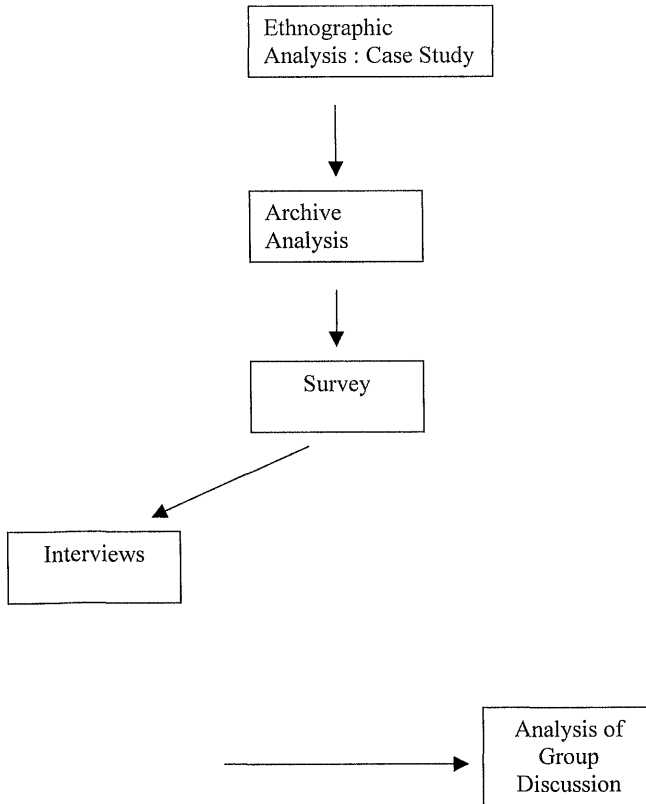 Ethnographic
Analysis : Case Study
Archive
Analysis
Survey
Interviews
Analysis of
Group
Discussion